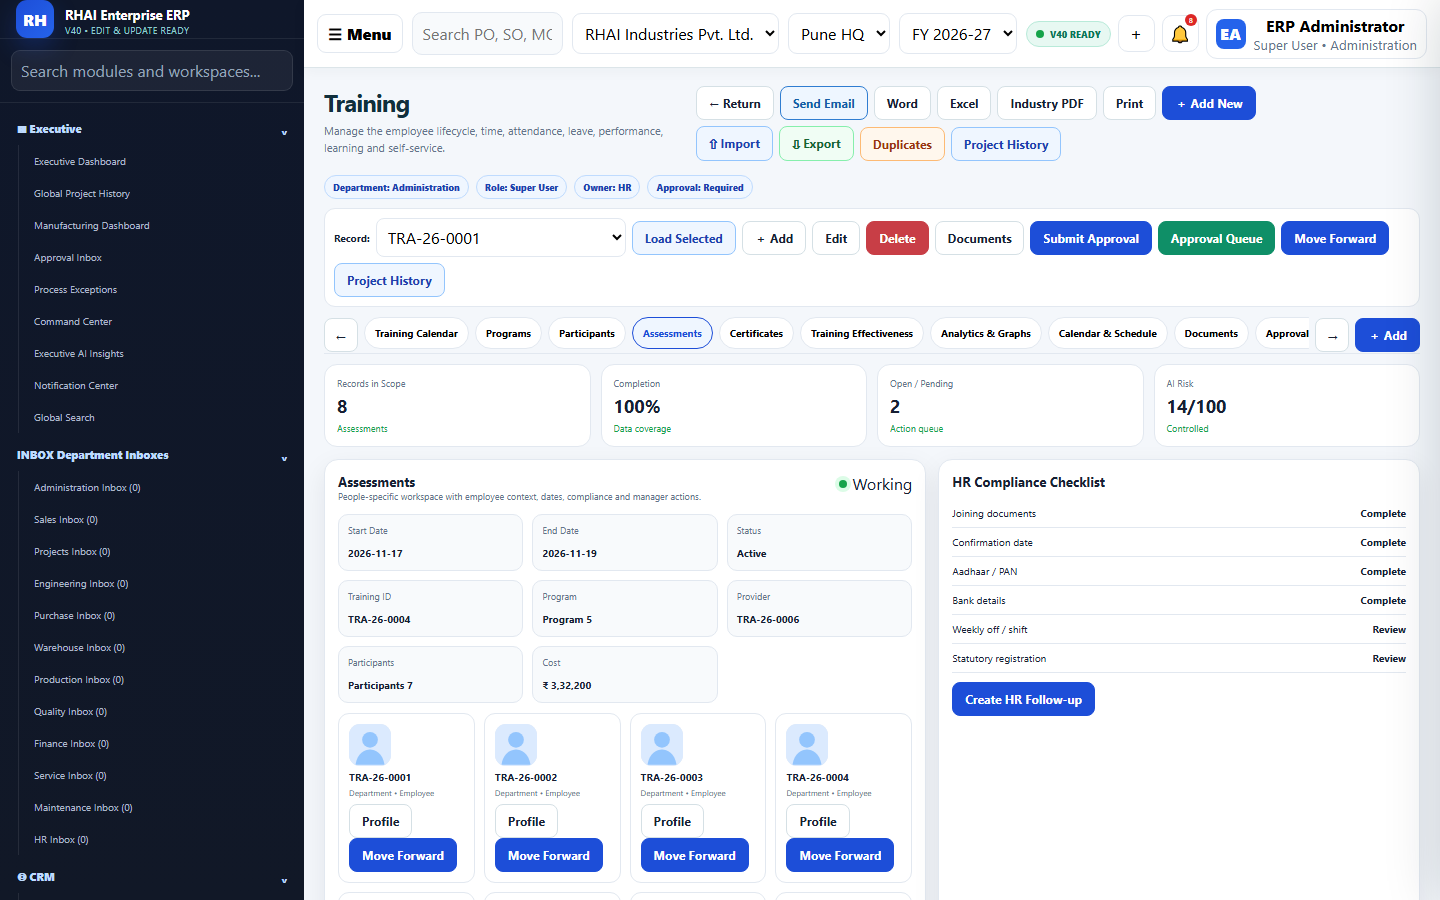 RH
RHAI Enterprise ERP
V40 • EDIT & UPDATE READY
Search modules and workspaces...
Executive
Executive Dashboard
Global Project History
Manufacturing Dashboard
Approval Inbox
Process Exceptions
Command Center
Executive AI Insights
Notification Center
Global Search
INBOX Department Inboxes
Administration Inbox (0)
Sales Inbox (0)
Projects Inbox (0)
Engineering Inbox (0)
Purchase Inbox (0)
Warehouse Inbox (0)
Production Inbox (0)
Quality Inbox (0)
Finance Inbox (0)
Service Inbox (0)
Maintenance Inbox (0)
HR Inbox (0)
CRM
☰ Menu
Search PO, SO, MO
RHAI Industries Pvt. Ltd.
Pune HQ
FY 2026-27
V40 READY
+
8
EA
ERP Administrator
Super User • Administration
Training
Manage the employee lifecycle, time, attendance, leave, performance,
learning and self-service.
← Return
Send Email
Word
Excel
Industry PDF
Print
+ Add New
⇧ Import
⇩ Export
Duplicates
Project History
Department: Administration
Role: Super User
Owner: HR
Approval: Required
Record:
TRA-26-0001
Load Selected
+ Add
Edit
Delete
Documents
Submit Approval
Approval Queue
Move Forward
Project History
←
Training Calendar
Programs
Participants
Assessments
Certificates
Training Effectiveness
Analytics & Graphs
Calendar & Schedule
Documents
Approval
→
+ Add
Records in Scope
8
Assessments
Completion
100%
Data coverage
Open / Pending
2
Action queue
AI Risk
14/100
Controlled
Assessments
People-specific workspace with employee context, dates, compliance and manager actions.
Working
Start Date
2026-11-17
End Date
2026-11-19
Status
Active
Training ID
TRA-26-0004
Program
Program 5
Provider
TRA-26-0006
Participants
Participants 7
Cost
₹ 3,32,200
TRA-26-0001
Department • Employee
Profile
Move Forward
TRA-26-0002
Department • Employee
Profile
Move Forward
TRA-26-0003
Department • Employee
Profile
Move Forward
TRA-26-0004
Department • Employee
Profile
Move Forward
HR Compliance Checklist
Joining documents Complete
Confirmation date Complete
Aadhaar / PAN Complete
Bank details Complete
Weekly off / shift Review
Statutory registration Review
Create HR Follow-up